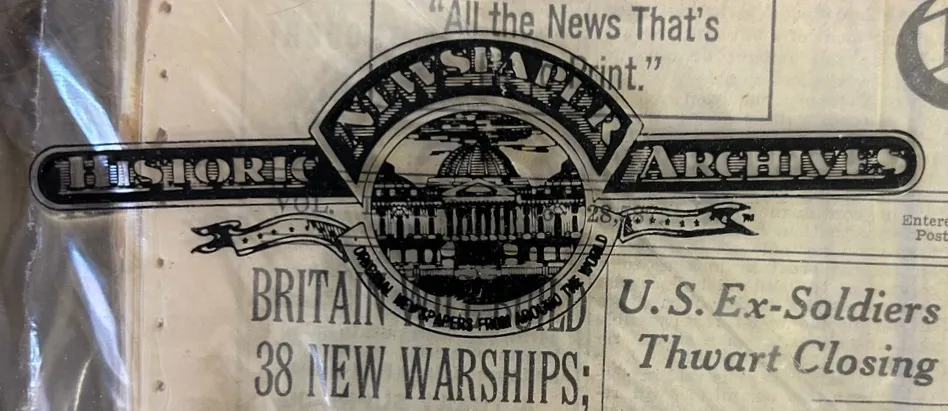 "All the News That's
Print."
NEWSPAPER
HISTORIC
ARCHIVES
VOL.
28,
TM
ORIGINAL NEWSPAPERS FROM AROUND THE WORLD
Entere
Post
BRITAIN
38 NEW WARSHIPS;
U.S. Ex-Soldiers
Thwart Closing